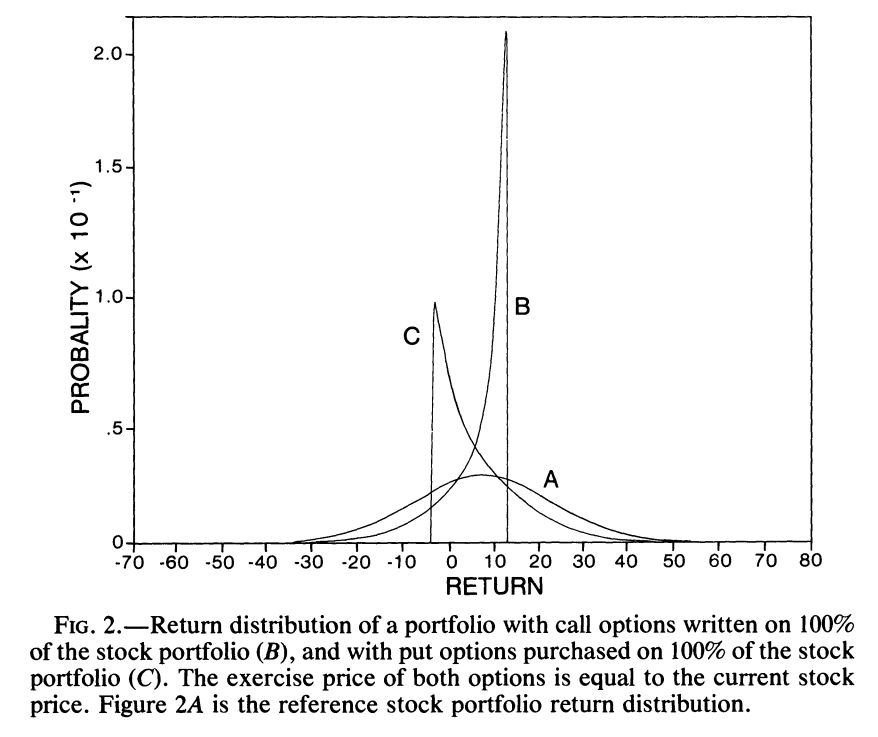 2.0
1.5
1.0
.5
0
PROBALITY (x 10 ⁻¹)
C
B
A
-70 -60 -50 -40 -30 -20 -10 0 10 20 30 40 50 60 70 80
RETURN
FIG. 2.—Return distribution of a portfolio with call options written on 100%
of the stock portfolio (B), and with put options purchased on 100% of the stock
portfolio (C). The exercise price of both options is equal to the current stock
price. Figure 2A is the reference stock portfolio return distribution.